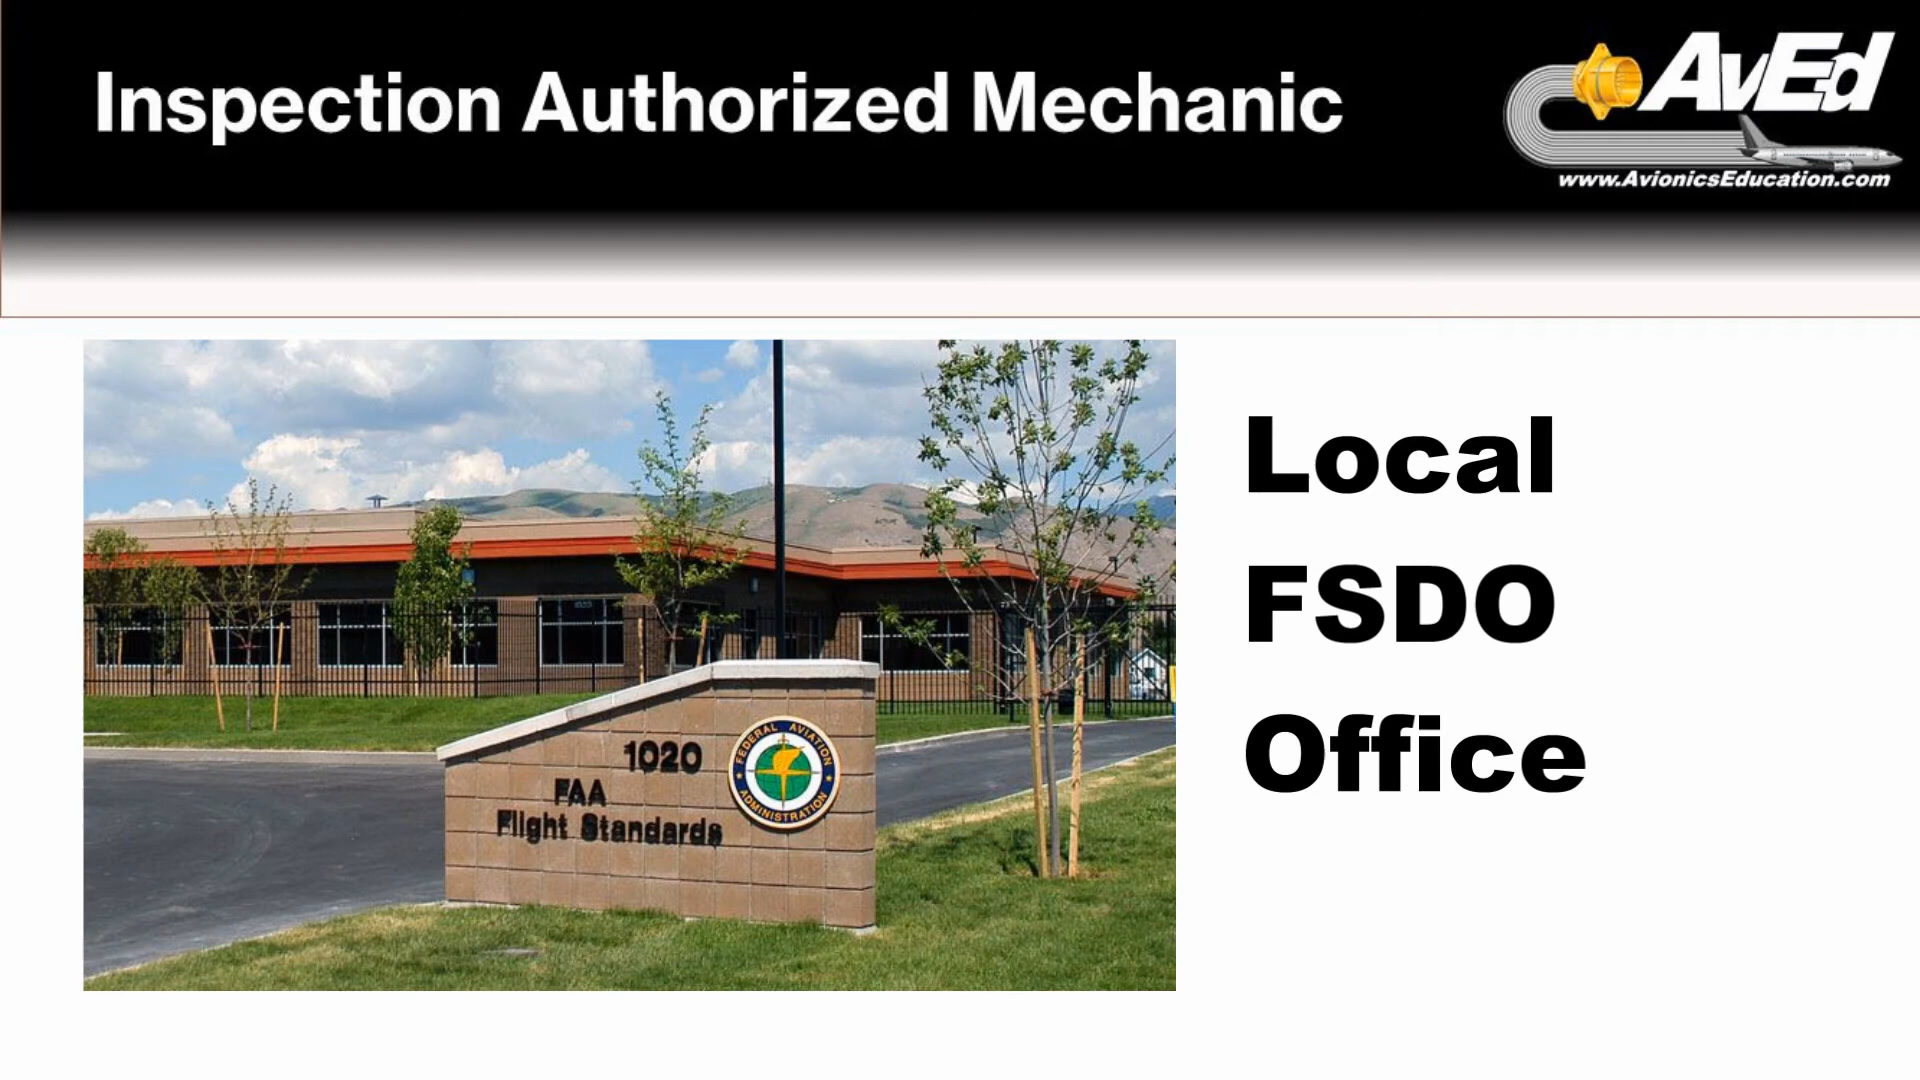 Inspection Authorized Mechanic
AvEd
www.AvionicsEducation.com
Local
FSDO
Office
1020
FAA
Flight Standards
FEDERAL AVIATION
ADMINISTRATION